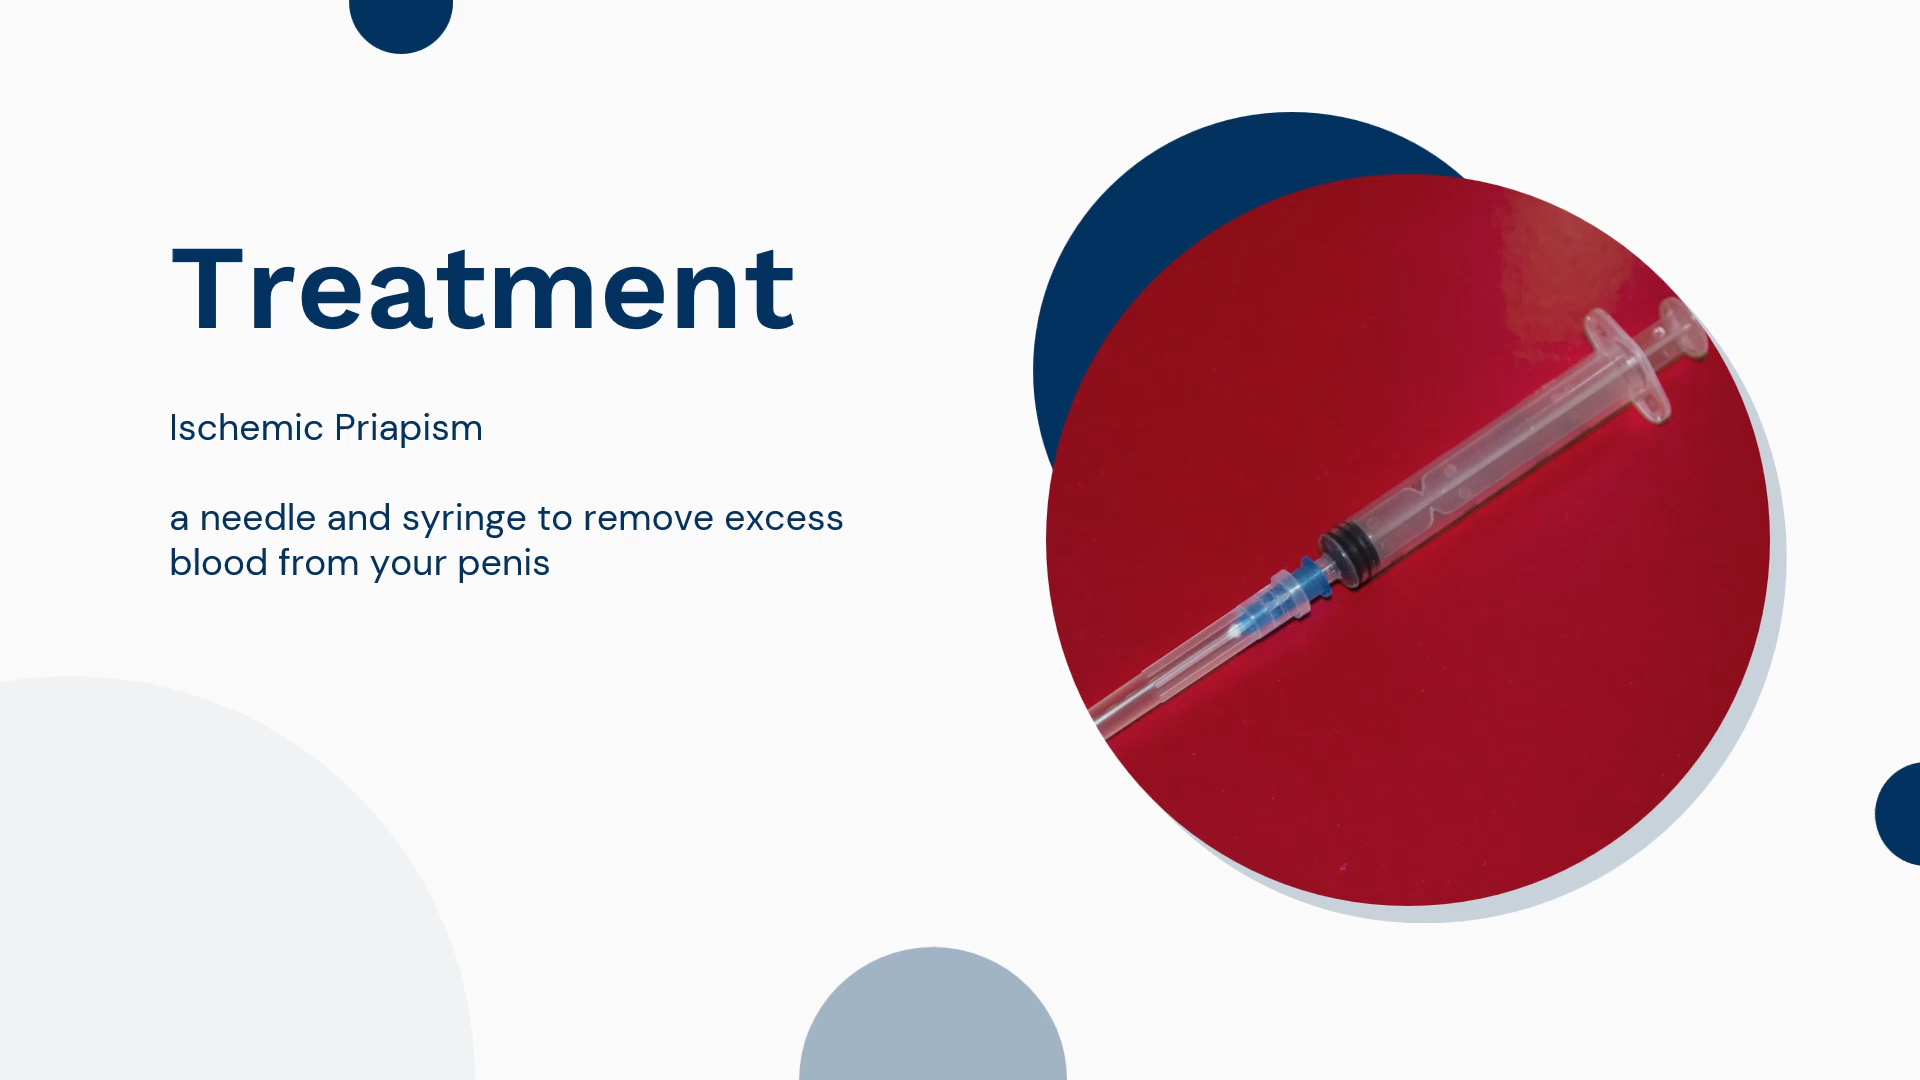 Treatment
Ischemic Priapism
a needle and syringe to remove excess
blood from your penis